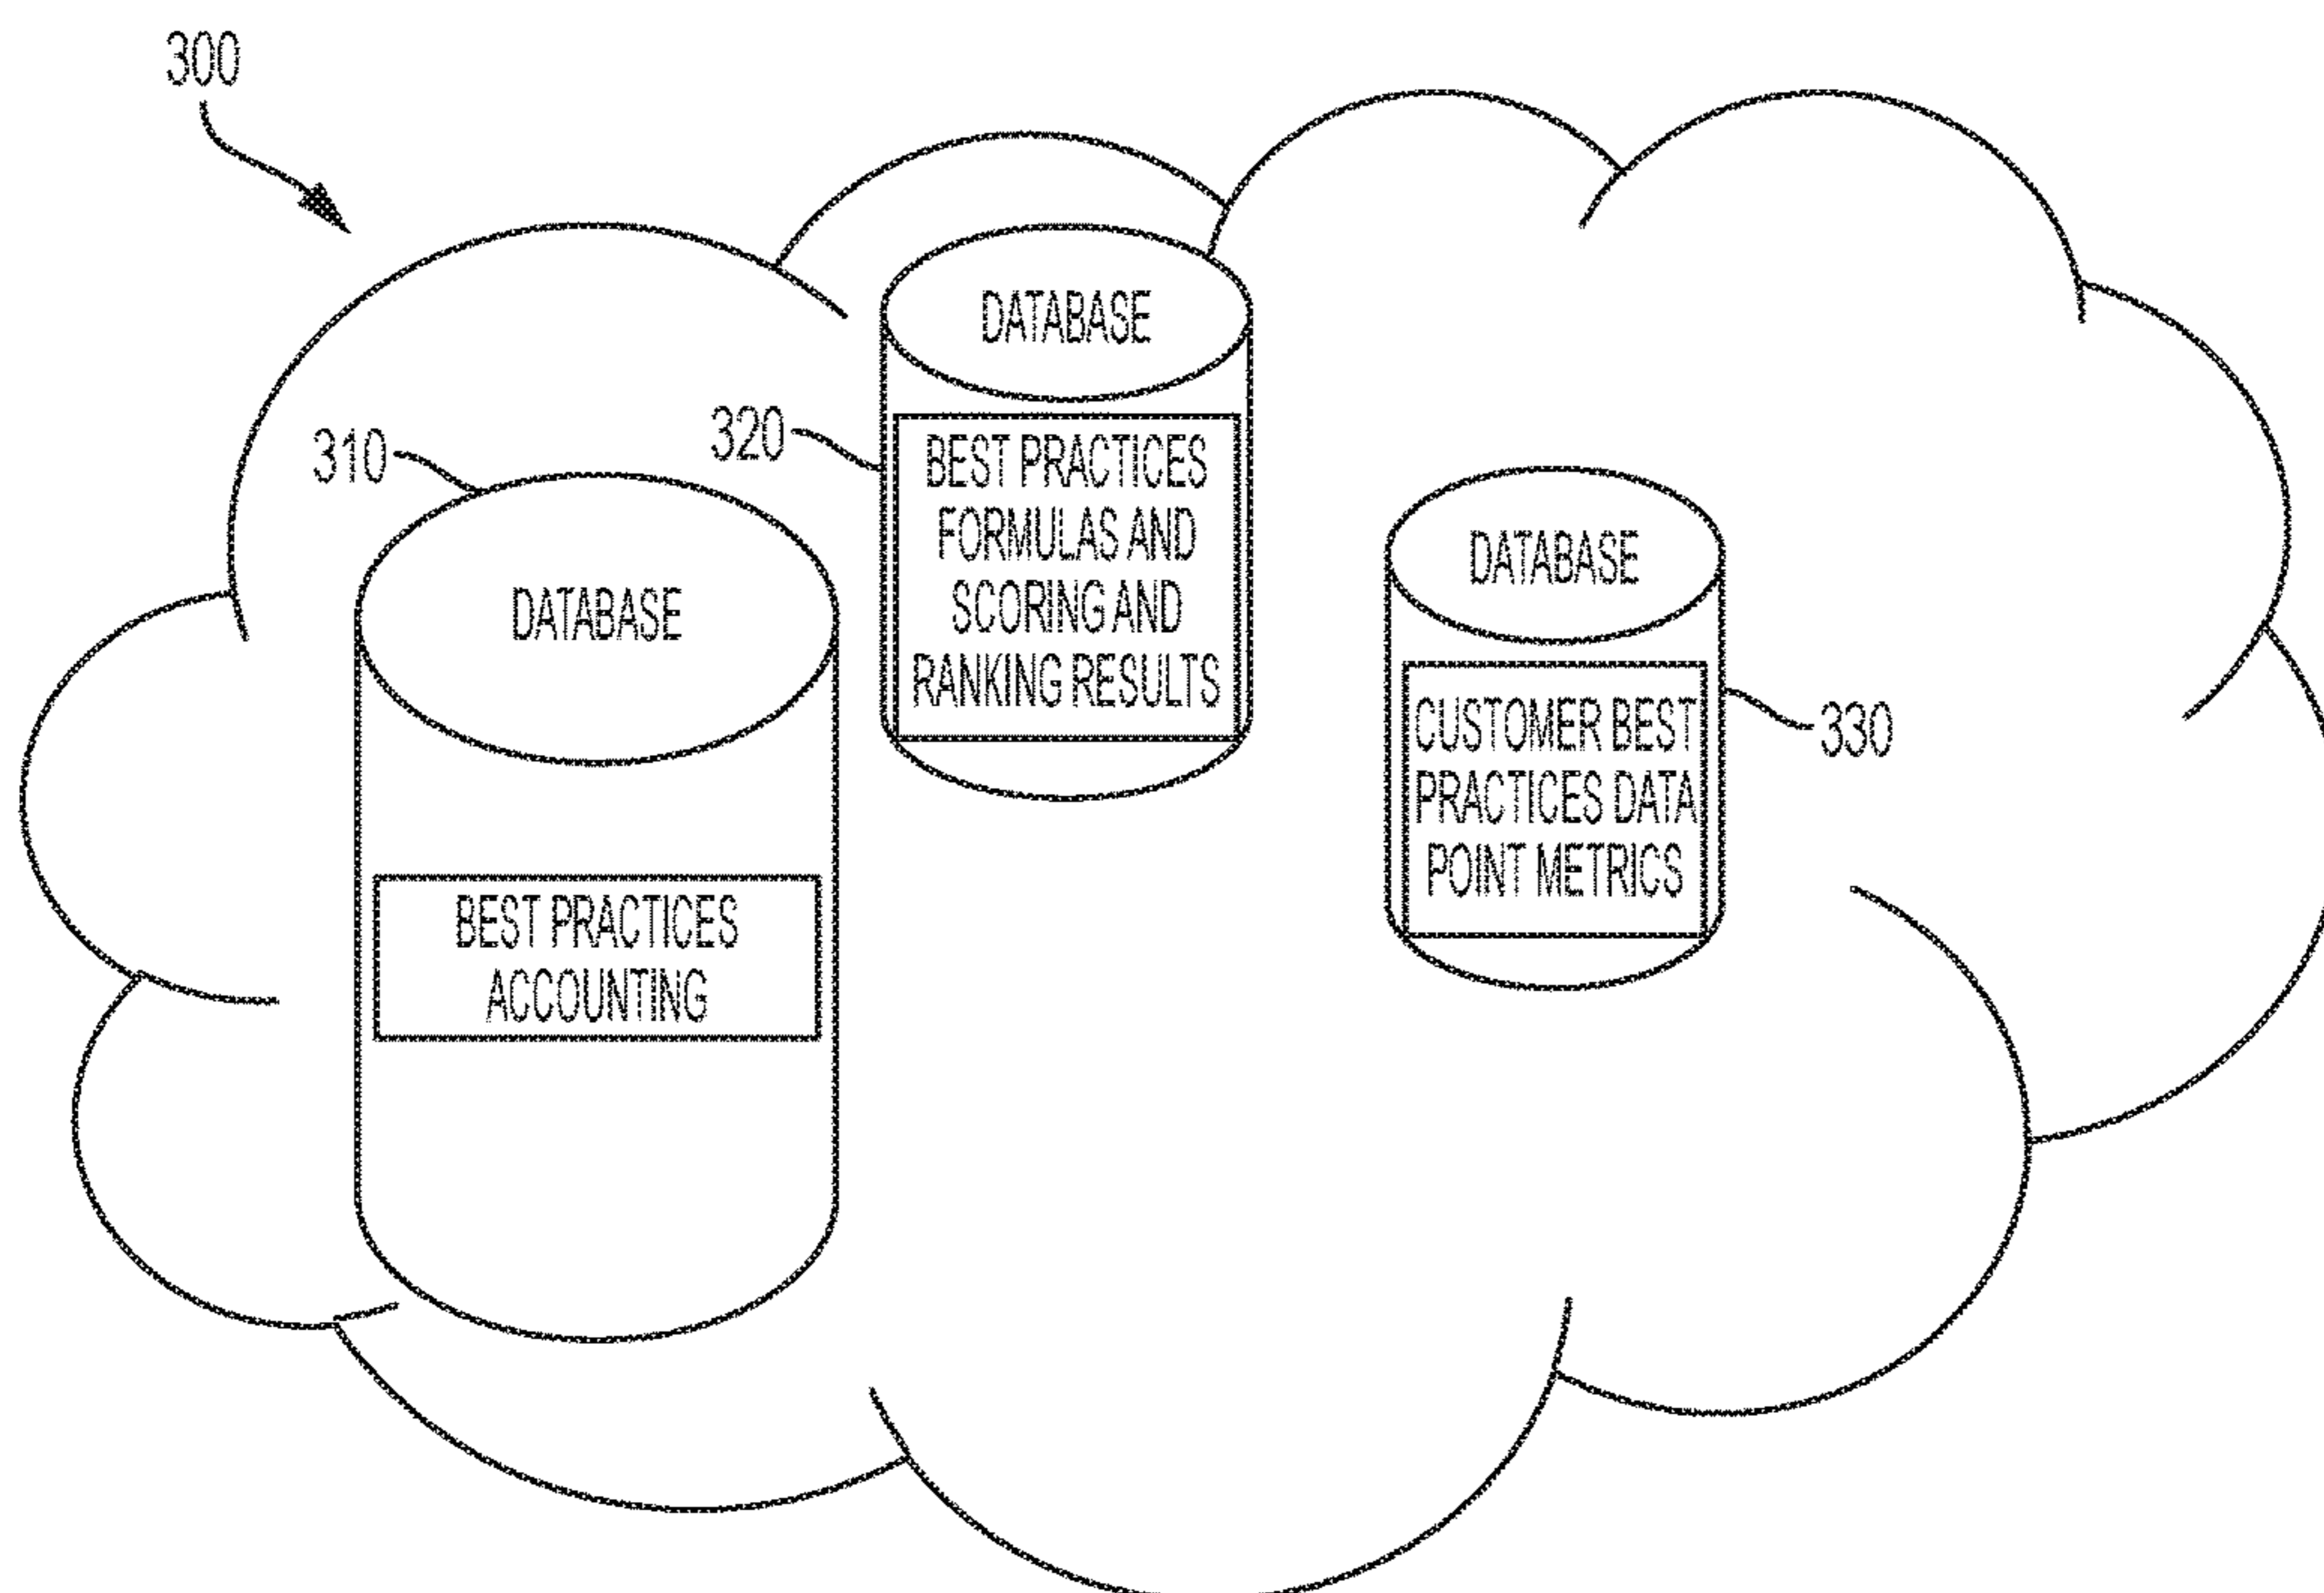 300
310
DATABASE
BEST PRACTICES
ACCOUNTING
320
DATABASE
BEST PRACTICES
FORMULAS AND
SCORING AND
RANKING RESULTS
DATABASE
CUSTOMER BEST
PRACTICES DATA
POINT METRICS
330